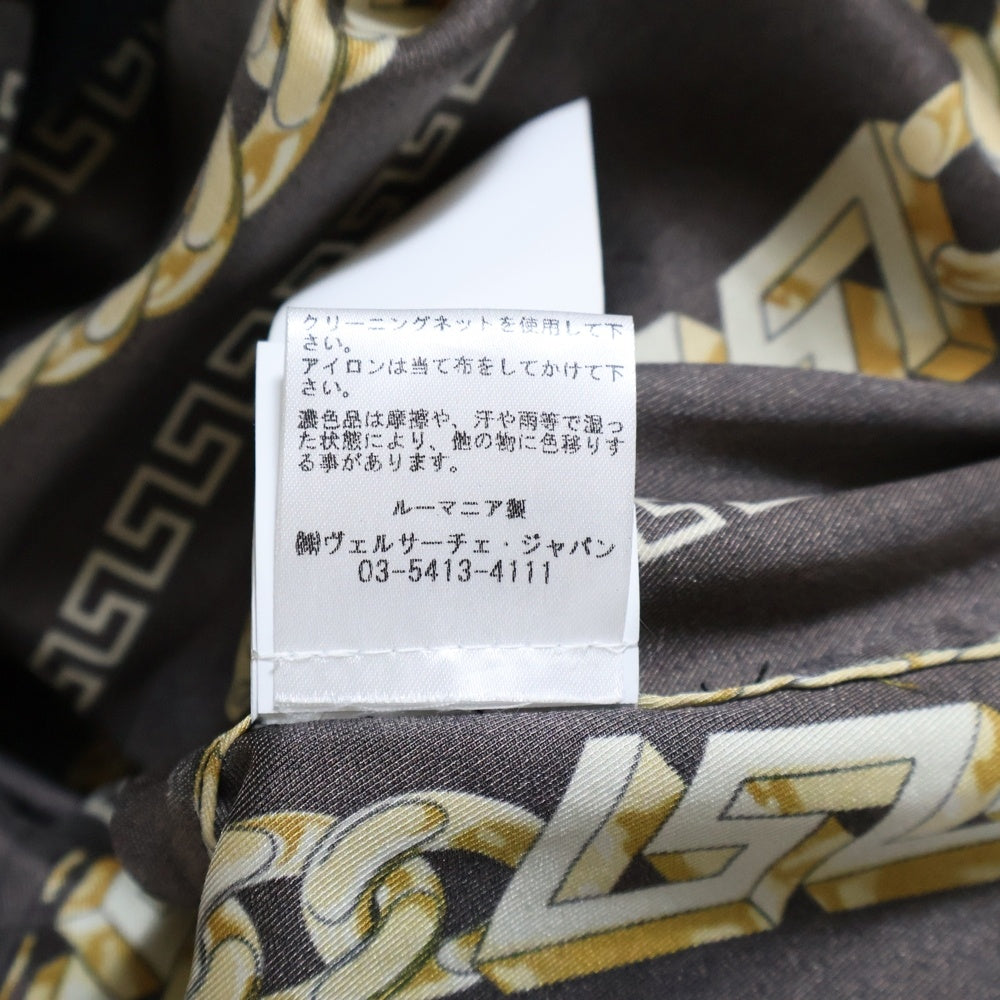 クリーニングネットを使用して下
さい。
アイロンは当て布をしてかけて下
さい。
濃色品は摩擦や、汗や雨等で湿っ
た状態により、他の物に色移りす
る事があります。
ルーマニア製
㈱ヴェルサーチェ・ジャパン
03-5413-4111